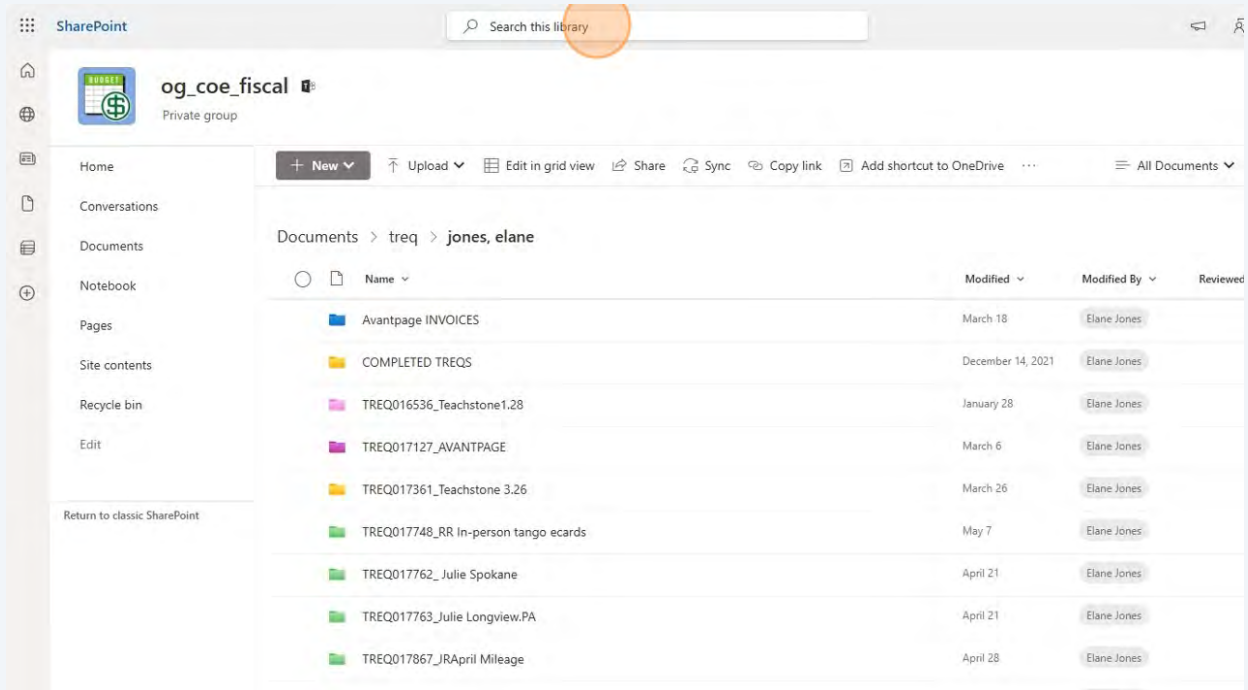 SharePoint
Search this library
BUDGET
og_coe_fiscal
Private group
Home
Conversations
Documents
Notebook
Pages
Site contents
Recycle bin
Edit
Return to classic SharePoint
New
Upload
Edit in grid view
Share
Sync
Copy link
Add shortcut to OneDrive
...
All Documents
Documents > treq > jones, elane
Name Modified Modified By Reviewed
Avantpage INVOICES March 18 Elane Jones
COMPLETED TREQS December 14, 2021 Elane Jones
TREQ016536_Teachstone1.28 January 28 Elane Jones
TREQ017127_AVANTPAGE March 6 Elane Jones
TREQ017361_Teachstone 3.26 March 26 Elane Jones
TREQ017748_RR In-person tango ecards May 7 Elane Jones
TREQ017762_ Julie Spokane April 21 Elane Jones
TREQ017763_Julie Longview.PA April 21 Elane Jones
TREQ017867_JRApril Mileage April 28 Elane Jones